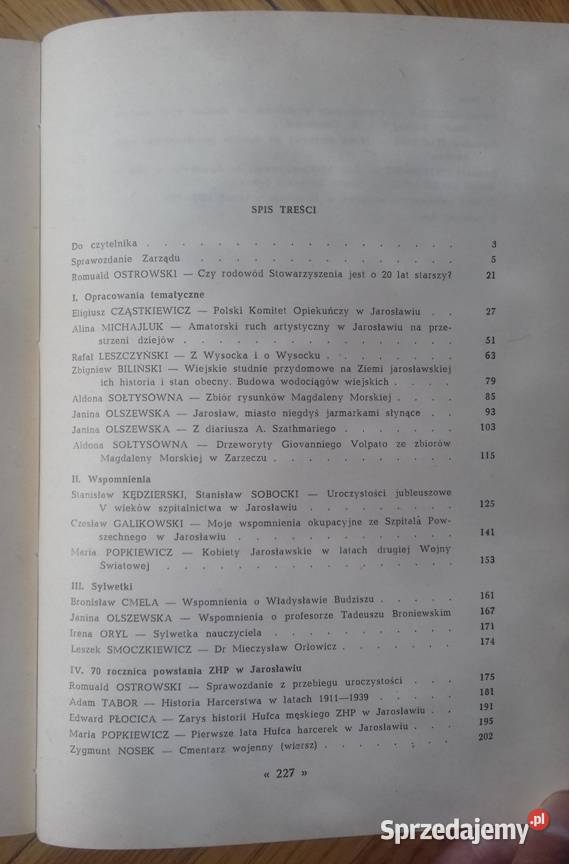 SPIS TREŚCI
Do czytelnika . . . . . . . . . . . . . . . . . 3
Sprawozdanie Zarządu . . . . . . . . . . . . . . 5
Romuald OSTROWSKI — Czy rodowód Stowarzyszenia jest o 20 lat starszy? 21
I. Opracowania tematyczne
Eligiusz CZĄSTKIEWICZ — Polski Komitet Opiekuńczy w Jarosławiu . . 27
Alina MICHAJLUK — Amatorski ruch artystyczny w Jarosławiu na prze-
strzeni dziejów . . . . . . . . . . . . . . . 51
Rafał LESZCZYŃSKI — Z Wysocka i o Wysocku . . . . . . . 63
Zbigniew BILIŃSKI — Wiejskie studnie przydomowe na Ziemi jarosławskiej
ich historia i stan obecny. Budowa wodociągów wiejskich . . . . 79
Aldona SOŁTYSÓWNA — Zbiór rysunków Magdaleny Morskiej . . . . 85
Janina OLSZEWSKA — Jarosław, miasto niegdyś jarmarkami słynące . . 93
Janina OLSZEWSKA — Z diariusza A. Szathmariego . . . . . . 103
Aldona SOŁTYSÓWNA — Drzeworyty Giovanniego Volpato ze zbiorów
Magdaleny Morskiej w Zarzeczu . . . . . . . . . . 115
II. Wspomnienia
Stanisław KĘDZIERSKI, Stanisław SOBOCKI — Uroczystości jubleuszowe
V wieków szpitalnictwa w Jarosławiu . . . . . . . . 125
Czesław GALIKOWSKI — Moje wspomnienia okupacyjne ze Szpitala Pow-
szechnego w Jarosławiu . . . . . . . . . . . . 141
Maria POPKIEWICZ — Kobiety Jarosławskie w latach drugiej Wojny
Światowej . . . . . . . . . . . . . . . . 153
III. Sylwetki
Bronisław CMELA — Wspomnienia o Władysławie Budziszu . . . . 161
Janina OLSZEWSKA — Wspomnienia o profesorze Tadeuszu Broniewskim 167
Irena ORYL — Sylwetka nauczyciela . . . . . . . . . . 171
Leszek SMOCZKIEWICZ — Dr Mieczysław Orłowicz . . . . . . 174
IV. 70 rocznica powstania ZHP w Jarosławiu
Romuald OSTROWSKI — Sprawozdanie z przebiegu uroczystości . . . 175
Adam TABOR — Historia Harcerstwa w latach 1911—1939 . . . . . 181
Edward PŁOCICA — Zarys historii Hufca męskiego ZHP w Jarosławiu . . 191
Maria POPKIEWICZ — Pierwsze lata Hufca harcerek w Jarosławiu . . . 195
Zygmunt NOSEK — Cmentarz wojenny (wiersz) . . . . . . . . 202
« 227 »
Sprzedajemy.pl